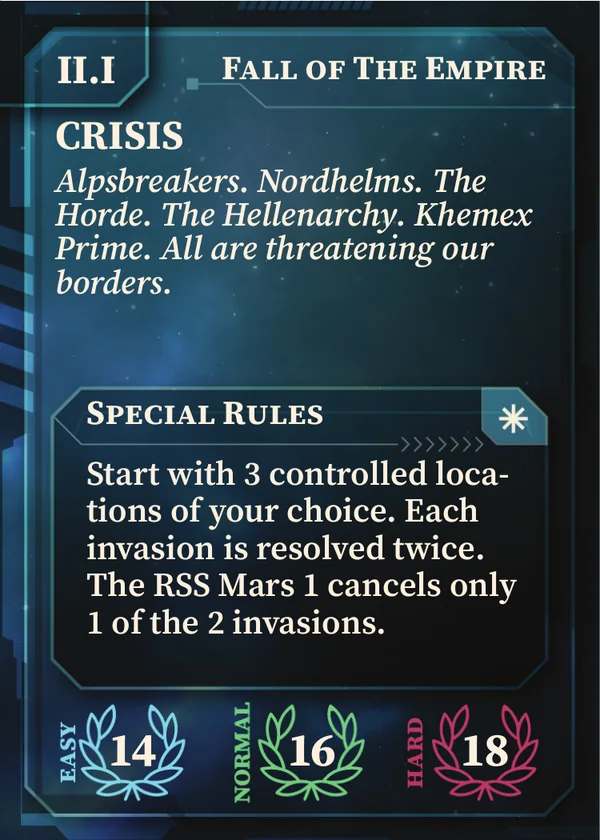 II.I
Fall of The Empire
CRISIS
Alpsbreakers. Nordhelms. The
Horde. The Hellenarchy. Khemex
Prime. All are threatening our
borders.
Special Rules
Start with 3 controlled loca-
tions of your choice. Each
invasion is resolved twice.
The RSS Mars 1 cancels only
1 of the 2 invasions.
EASY 14
NORMAL 16
HARD 18